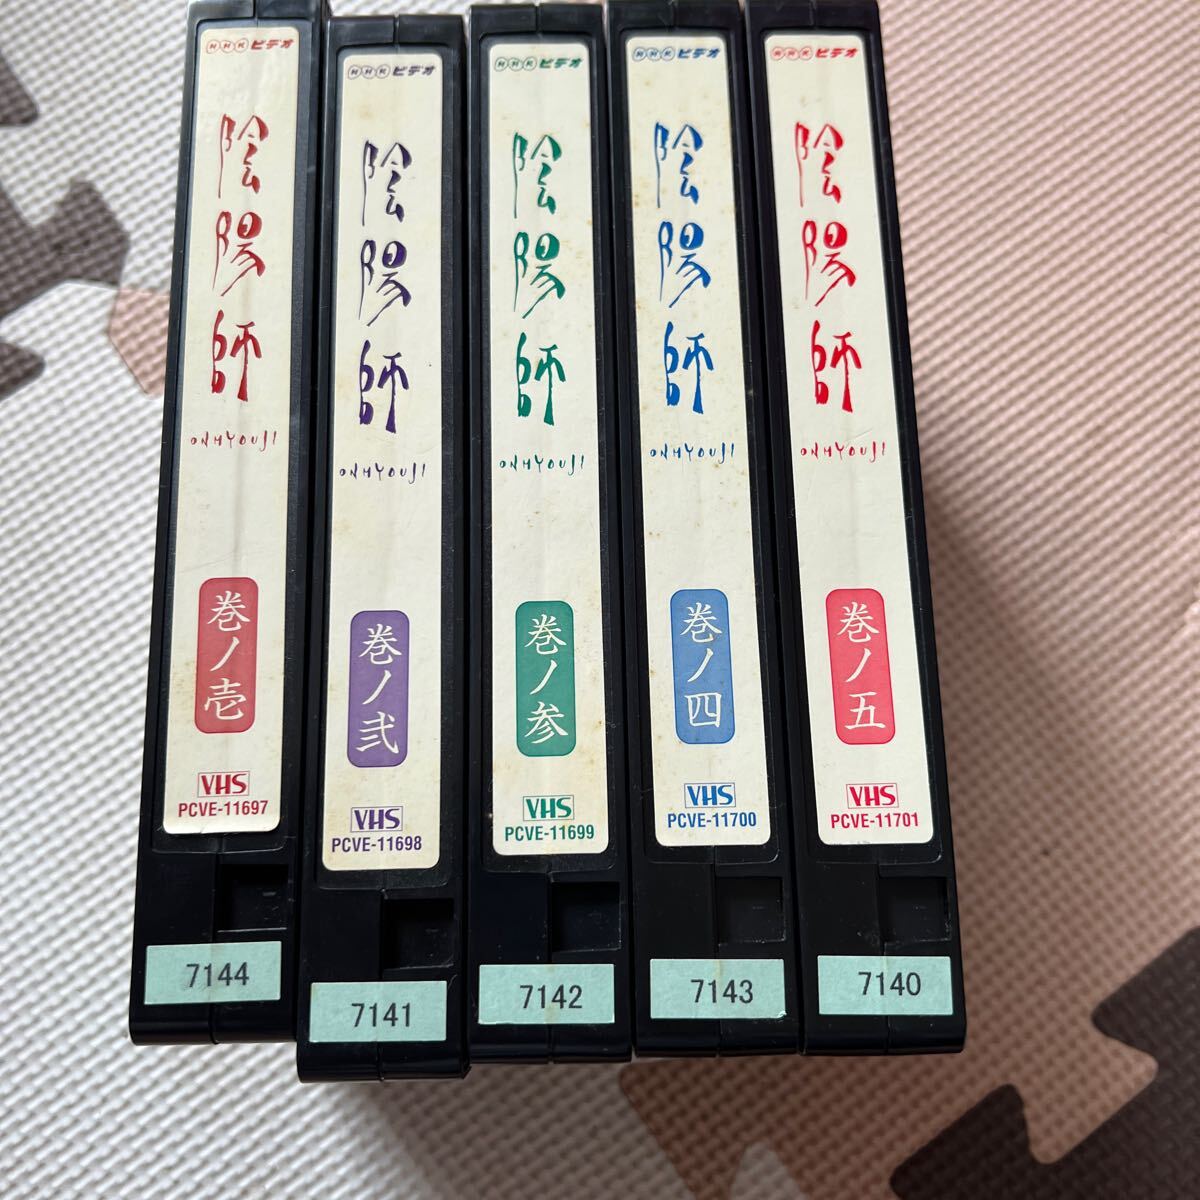 NHKビデオ
陰陽師
ONMYOUJI
巻ノ壱
VHS
PCVE-11697
7144
NHKビデオ
陰陽師
ONMYOUJI
巻ノ弐
VHS
PCVE-11698
7141
NHKビデオ
陰陽師
ONMYOUJI
巻ノ参
VHS
PCVE-11699
7142
NHKビデオ
陰陽師
ONMYOUJI
巻ノ四
VHS
PCVE-11700
7143
NHKビデオ
陰陽師
ONMYOUJI
巻ノ五
VHS
PCVE-11701
7140